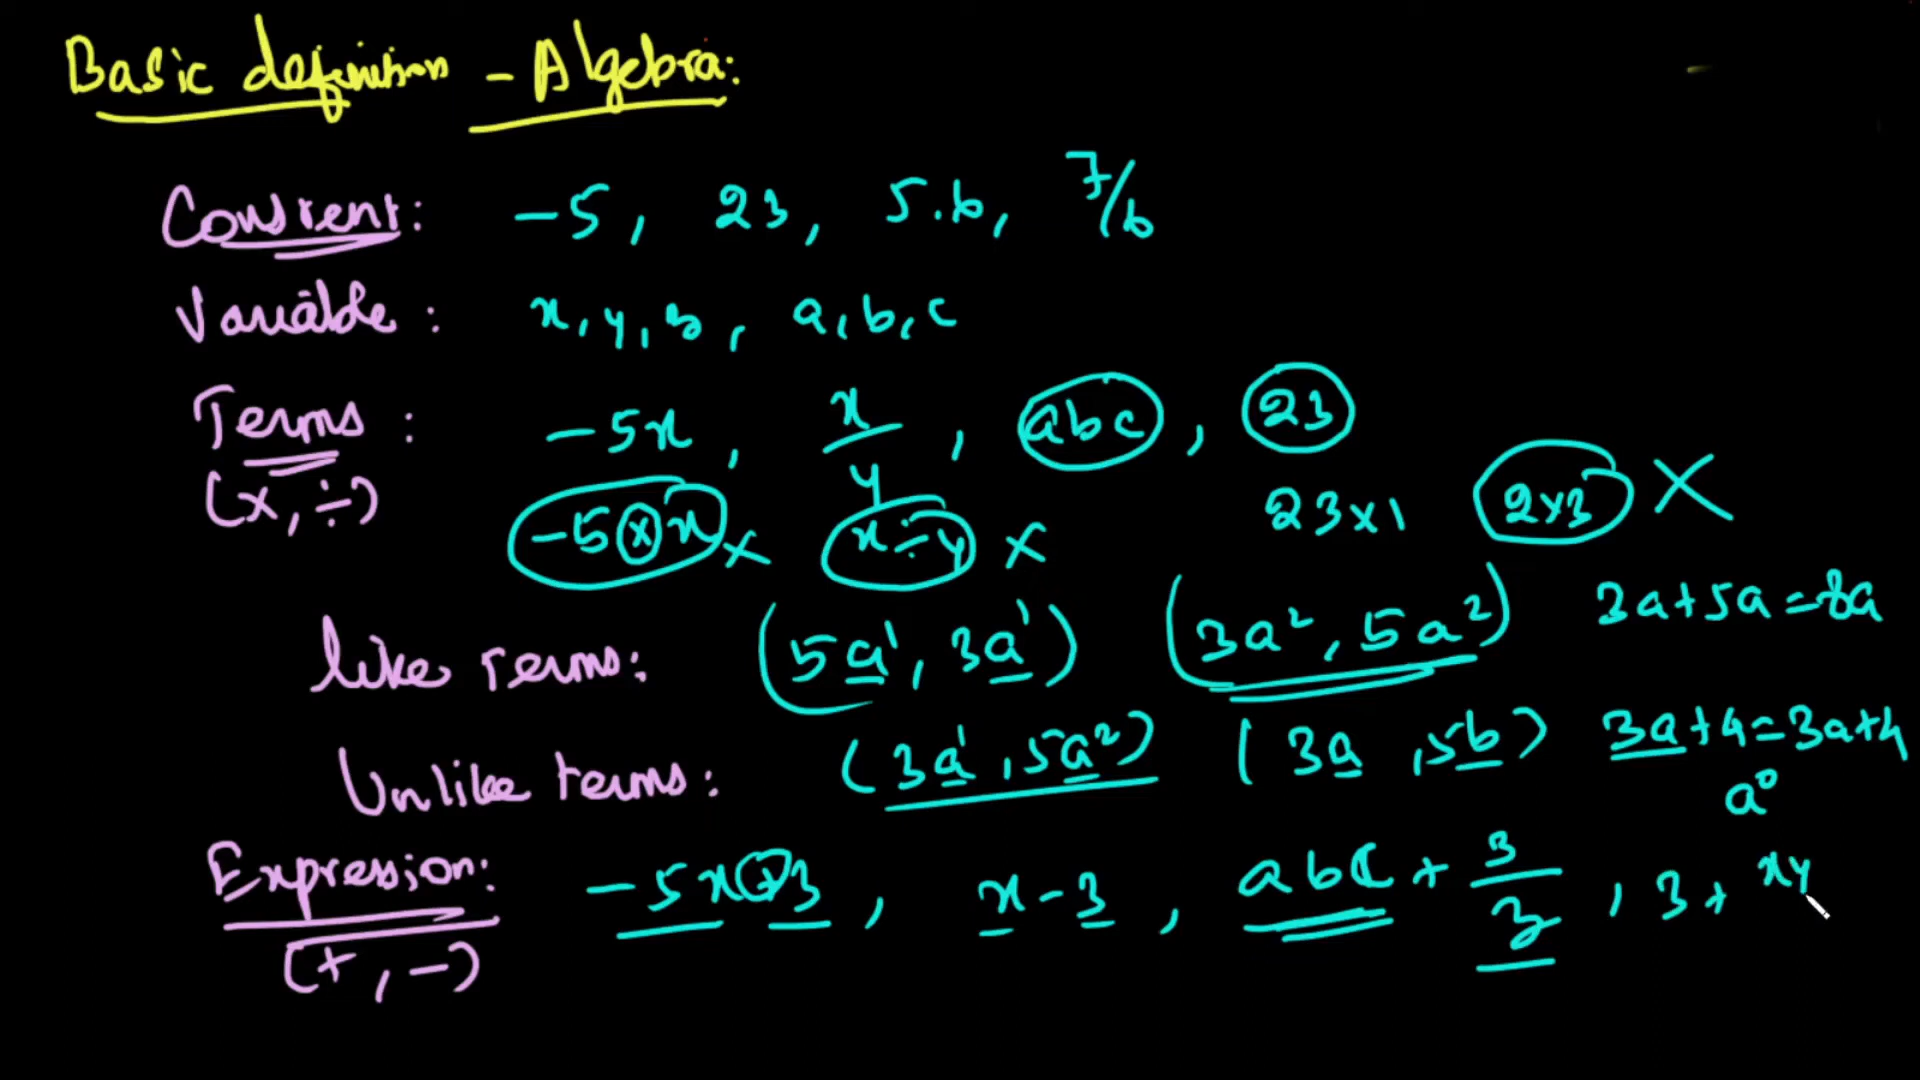 Basic definition - Algebra:
Constent: -5, 23, 5.6, 7/6
Variable: x, y, z, a, b, c
Terms: -5x, x/y, abc, 23
(×, ÷) -5×x × x÷y × 23×1 2×3 ×
like Terms: (5a¹, 3a¹) (3a², 5a²) 3a+5a=8a
Unlike terms: (3a¹, 5a²) (3a, 5b) 3a+4=3a+4
a⁰
Expression: -5x+3, x-3, abc + 3/z, 3+ xy
(+, -)